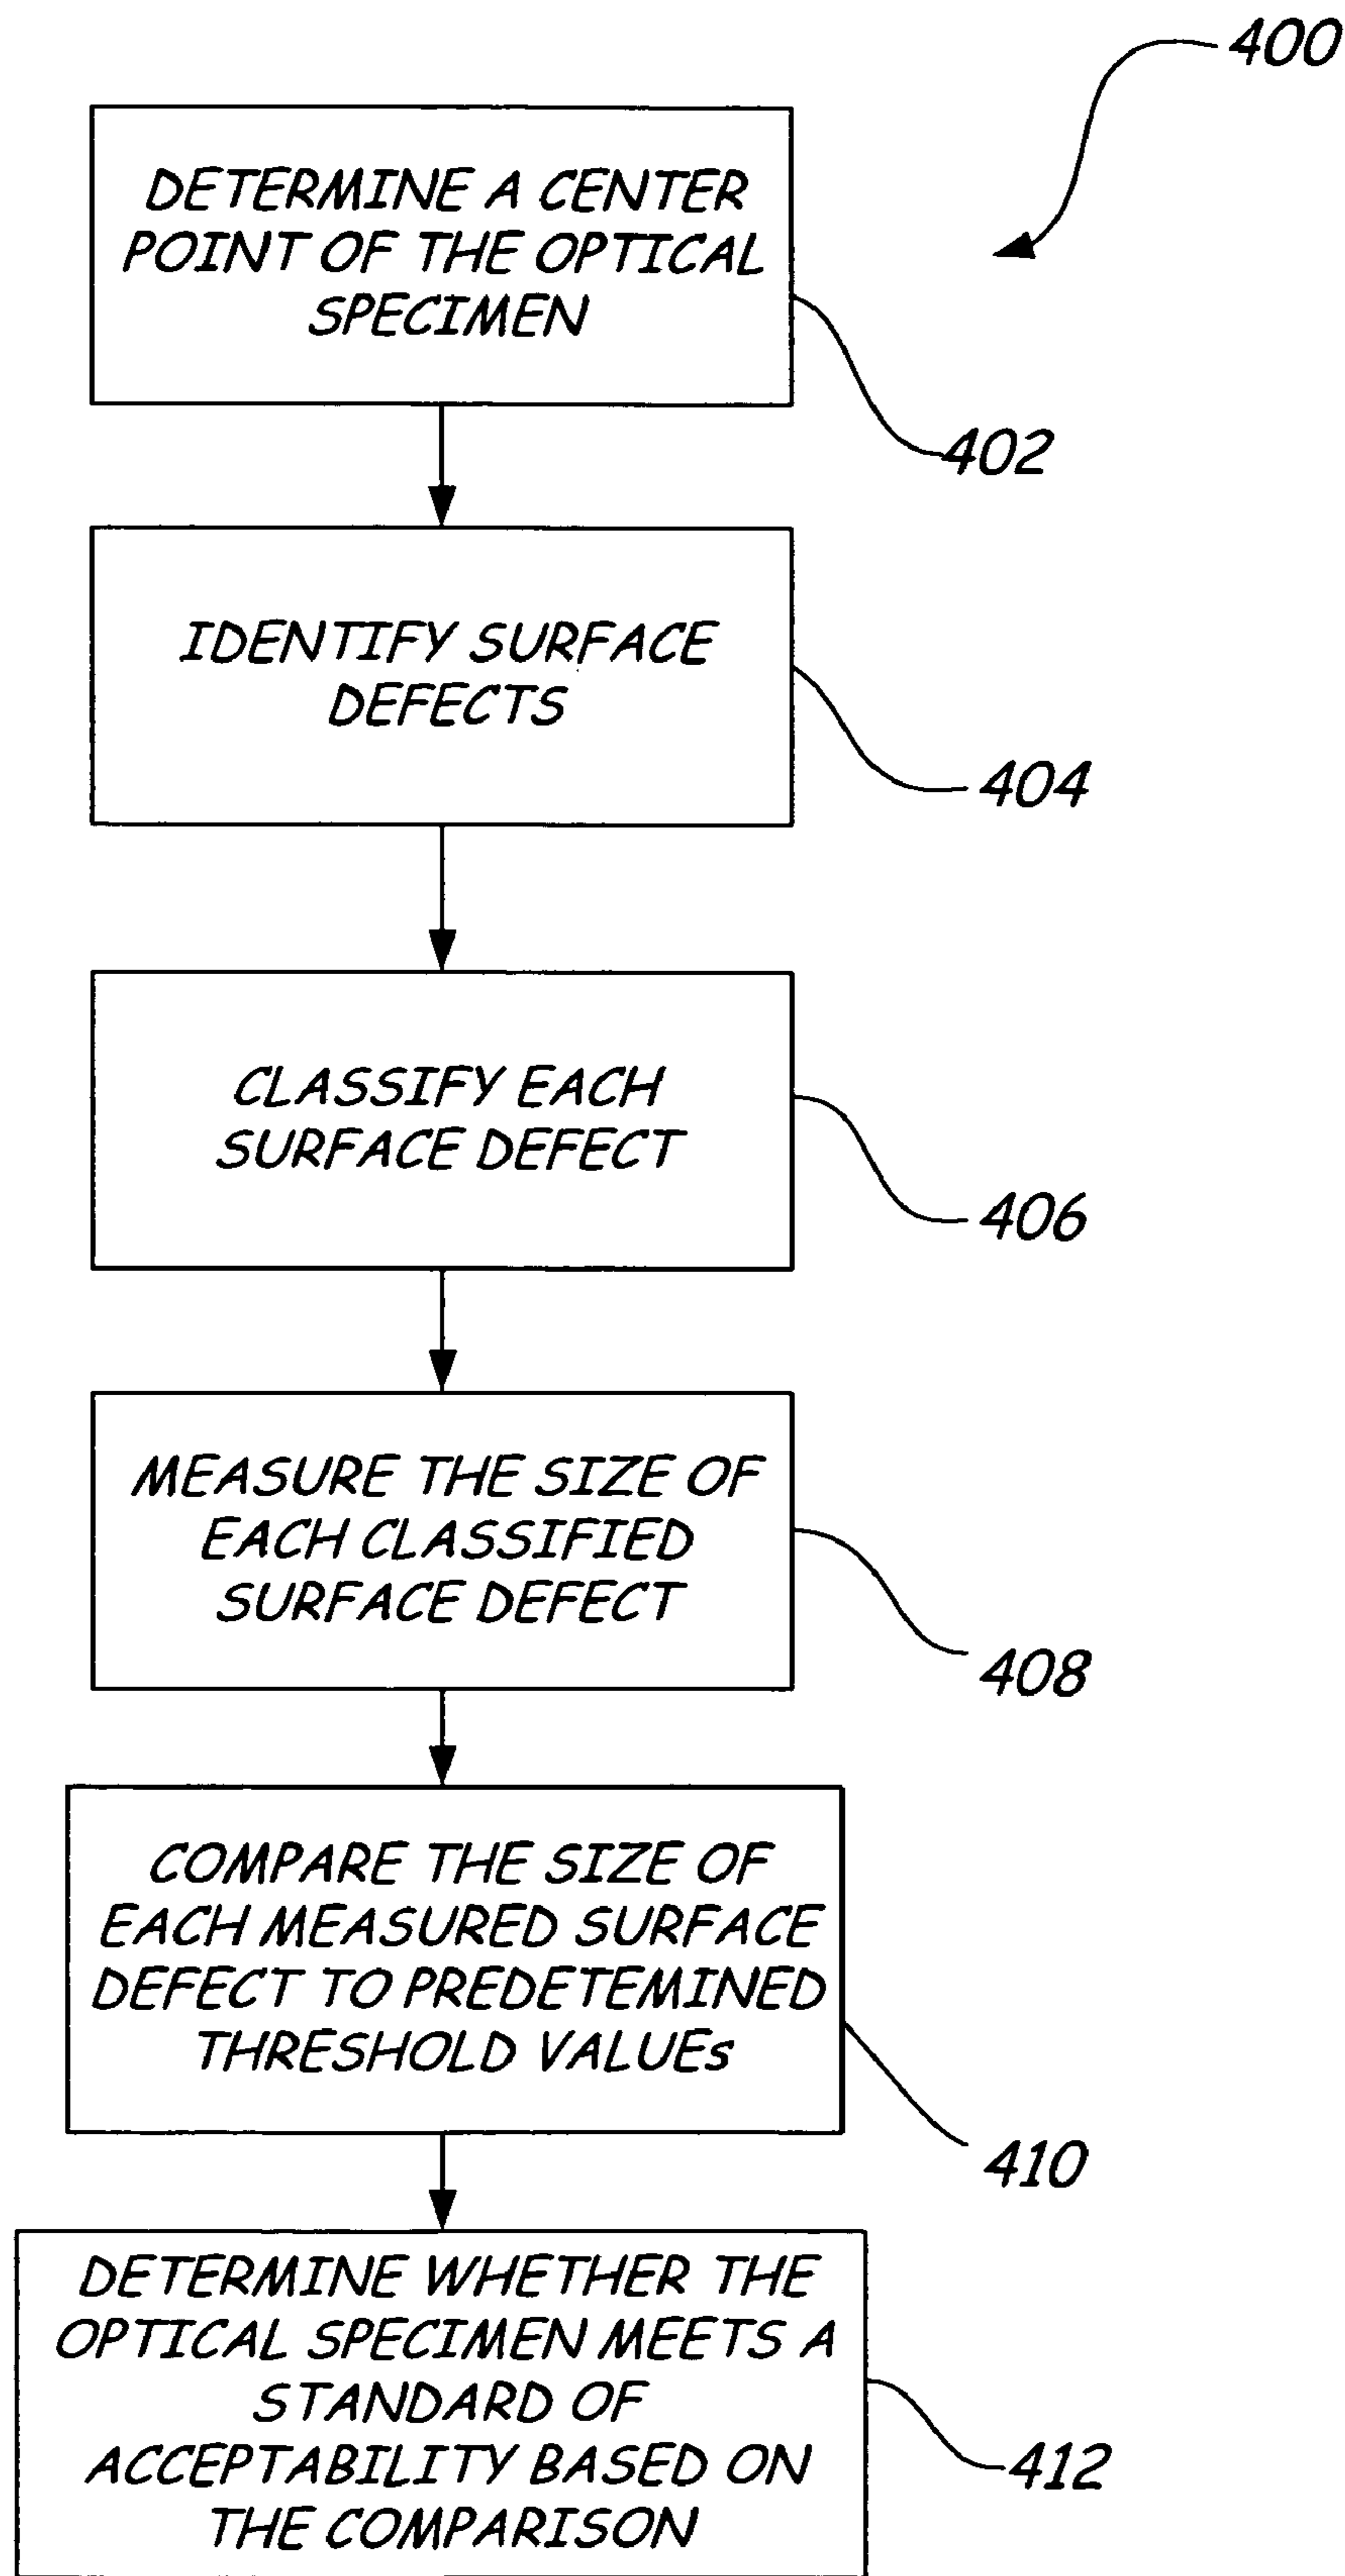 400
DETERMINE A CENTER
POINT OF THE OPTICAL
SPECIMEN
402
IDENTIFY SURFACE
DEFECTS
404
CLASSIFY EACH
SURFACE DEFECT
406
MEASURE THE SIZE OF
EACH CLASSIFIED
SURFACE DEFECT
408
COMPARE THE SIZE OF
EACH MEASURED SURFACE
DEFECT TO PREDETEMINED
THRESHOLD VALUEs
410
DETERMINE WHETHER THE
OPTICAL SPECIMEN MEETS A
STANDARD OF
ACCEPTABILITY BASED ON
THE COMPARISON
412